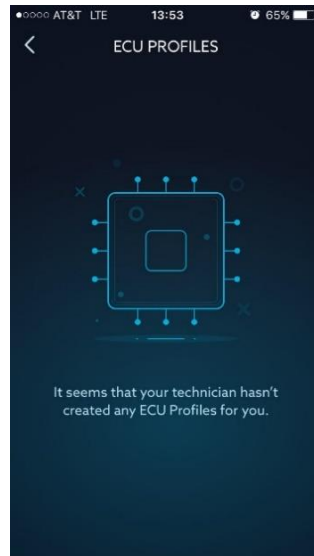 AT&T LTE 13:53 65%
ECU PROFILES
It seems that your technician hasn't
created any ECU Profiles for you.